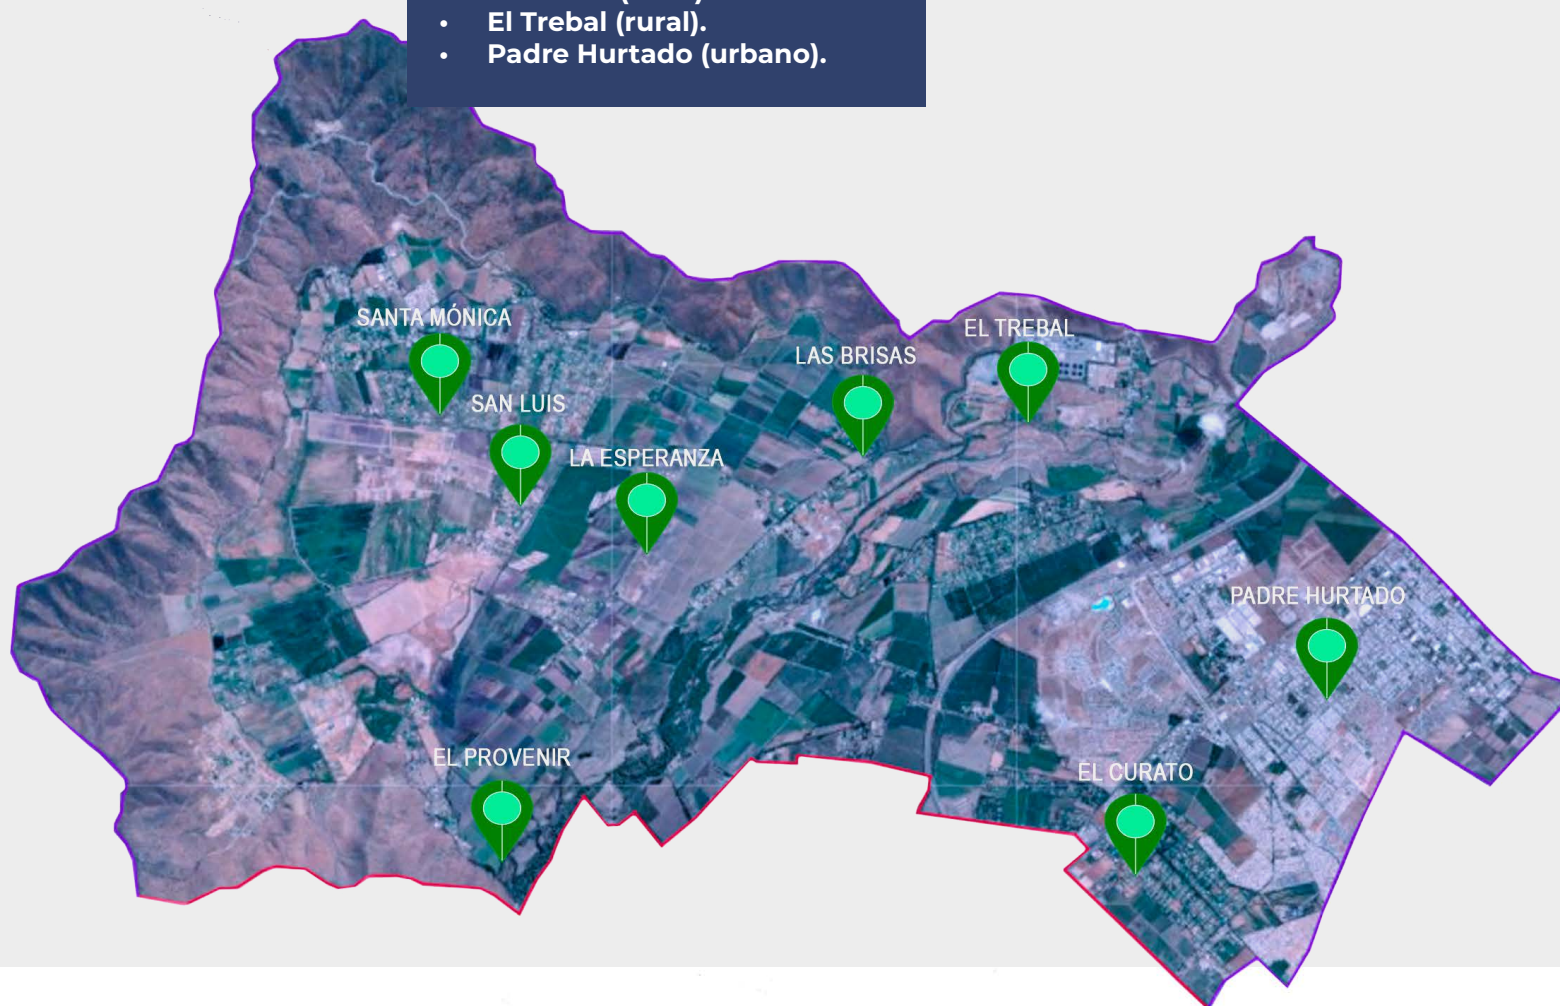 • El Trebal (rural).
• Padre Hurtado (urbano).
SANTA MÓNICA
EL TREBAL
LAS BRISAS
SAN LUIS
LA ESPERANZA
PADRE HURTADO
EL PROVENIR
EL CURATO